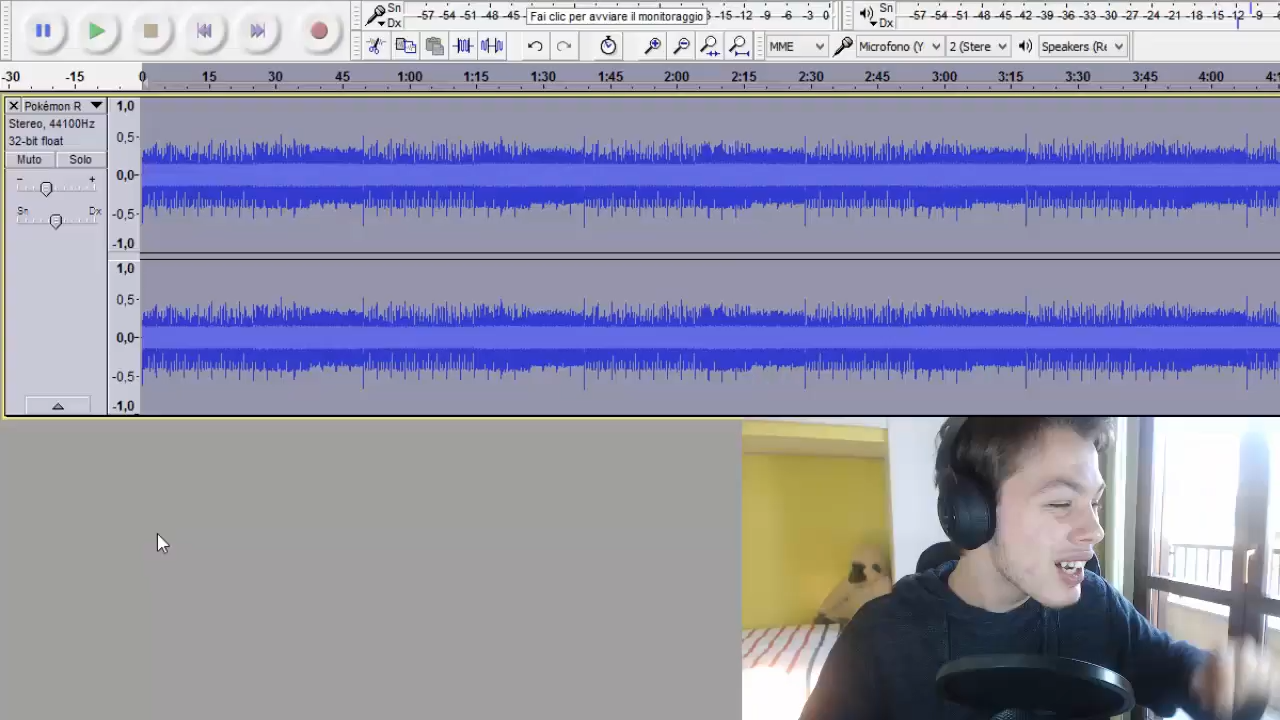 Sn
Dx
-57 -54 -51 -48 -45
Fai clic per avviare il monitoraggio
-15 -12 -9 -6 -3 0
Sn
Dx
-57 -54 -51 -48 -45 -42 -39 -36 -33 -30 -27 -24 -21 -18 -15 -12 -9
MME
Microfono (Y
2 (Stere
Speakers (Re
-30 -15 0 15 30 45 1:00 1:15 1:30 1:45 2:00 2:15 2:30 2:45 3:00 3:15 3:30 3:45 4:00
Pokémon R
Stereo, 44100Hz
32-bit float
Muto
Solo
- +
Sn Dx
1,0
0,5-
0,0-
-0,5-
-1,0
1,0
0,5-
0,0-
-0,5-
-1,0